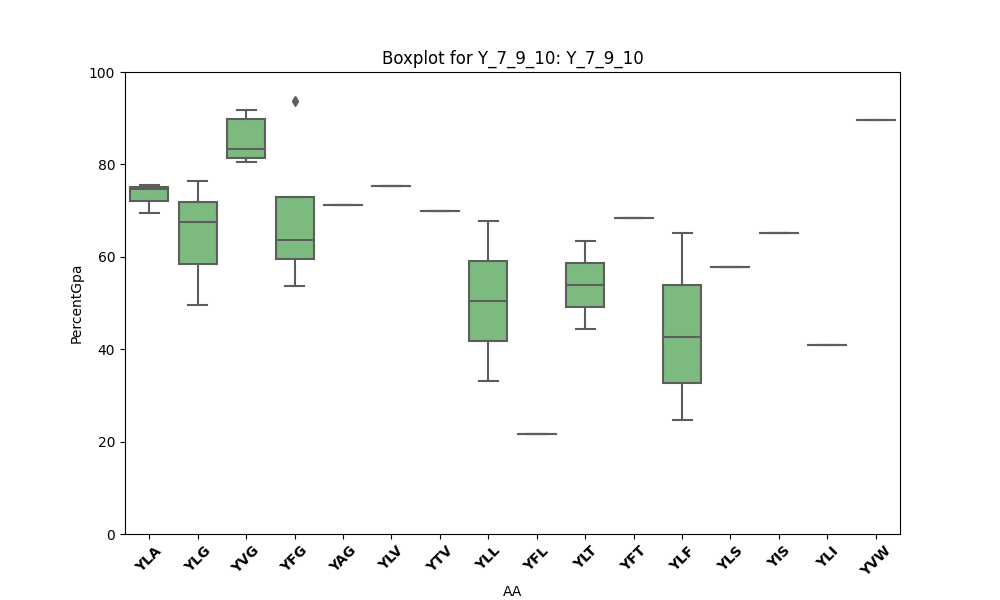 Boxplot for Y_7_9_10: Y_7_9_10
100
80
60
40
20
0
PercentGpa
YLA YLG YVG YFG YAG YLV YTV YLL YFL YLT YFT YLF YLS YIS YLI YVW
AA